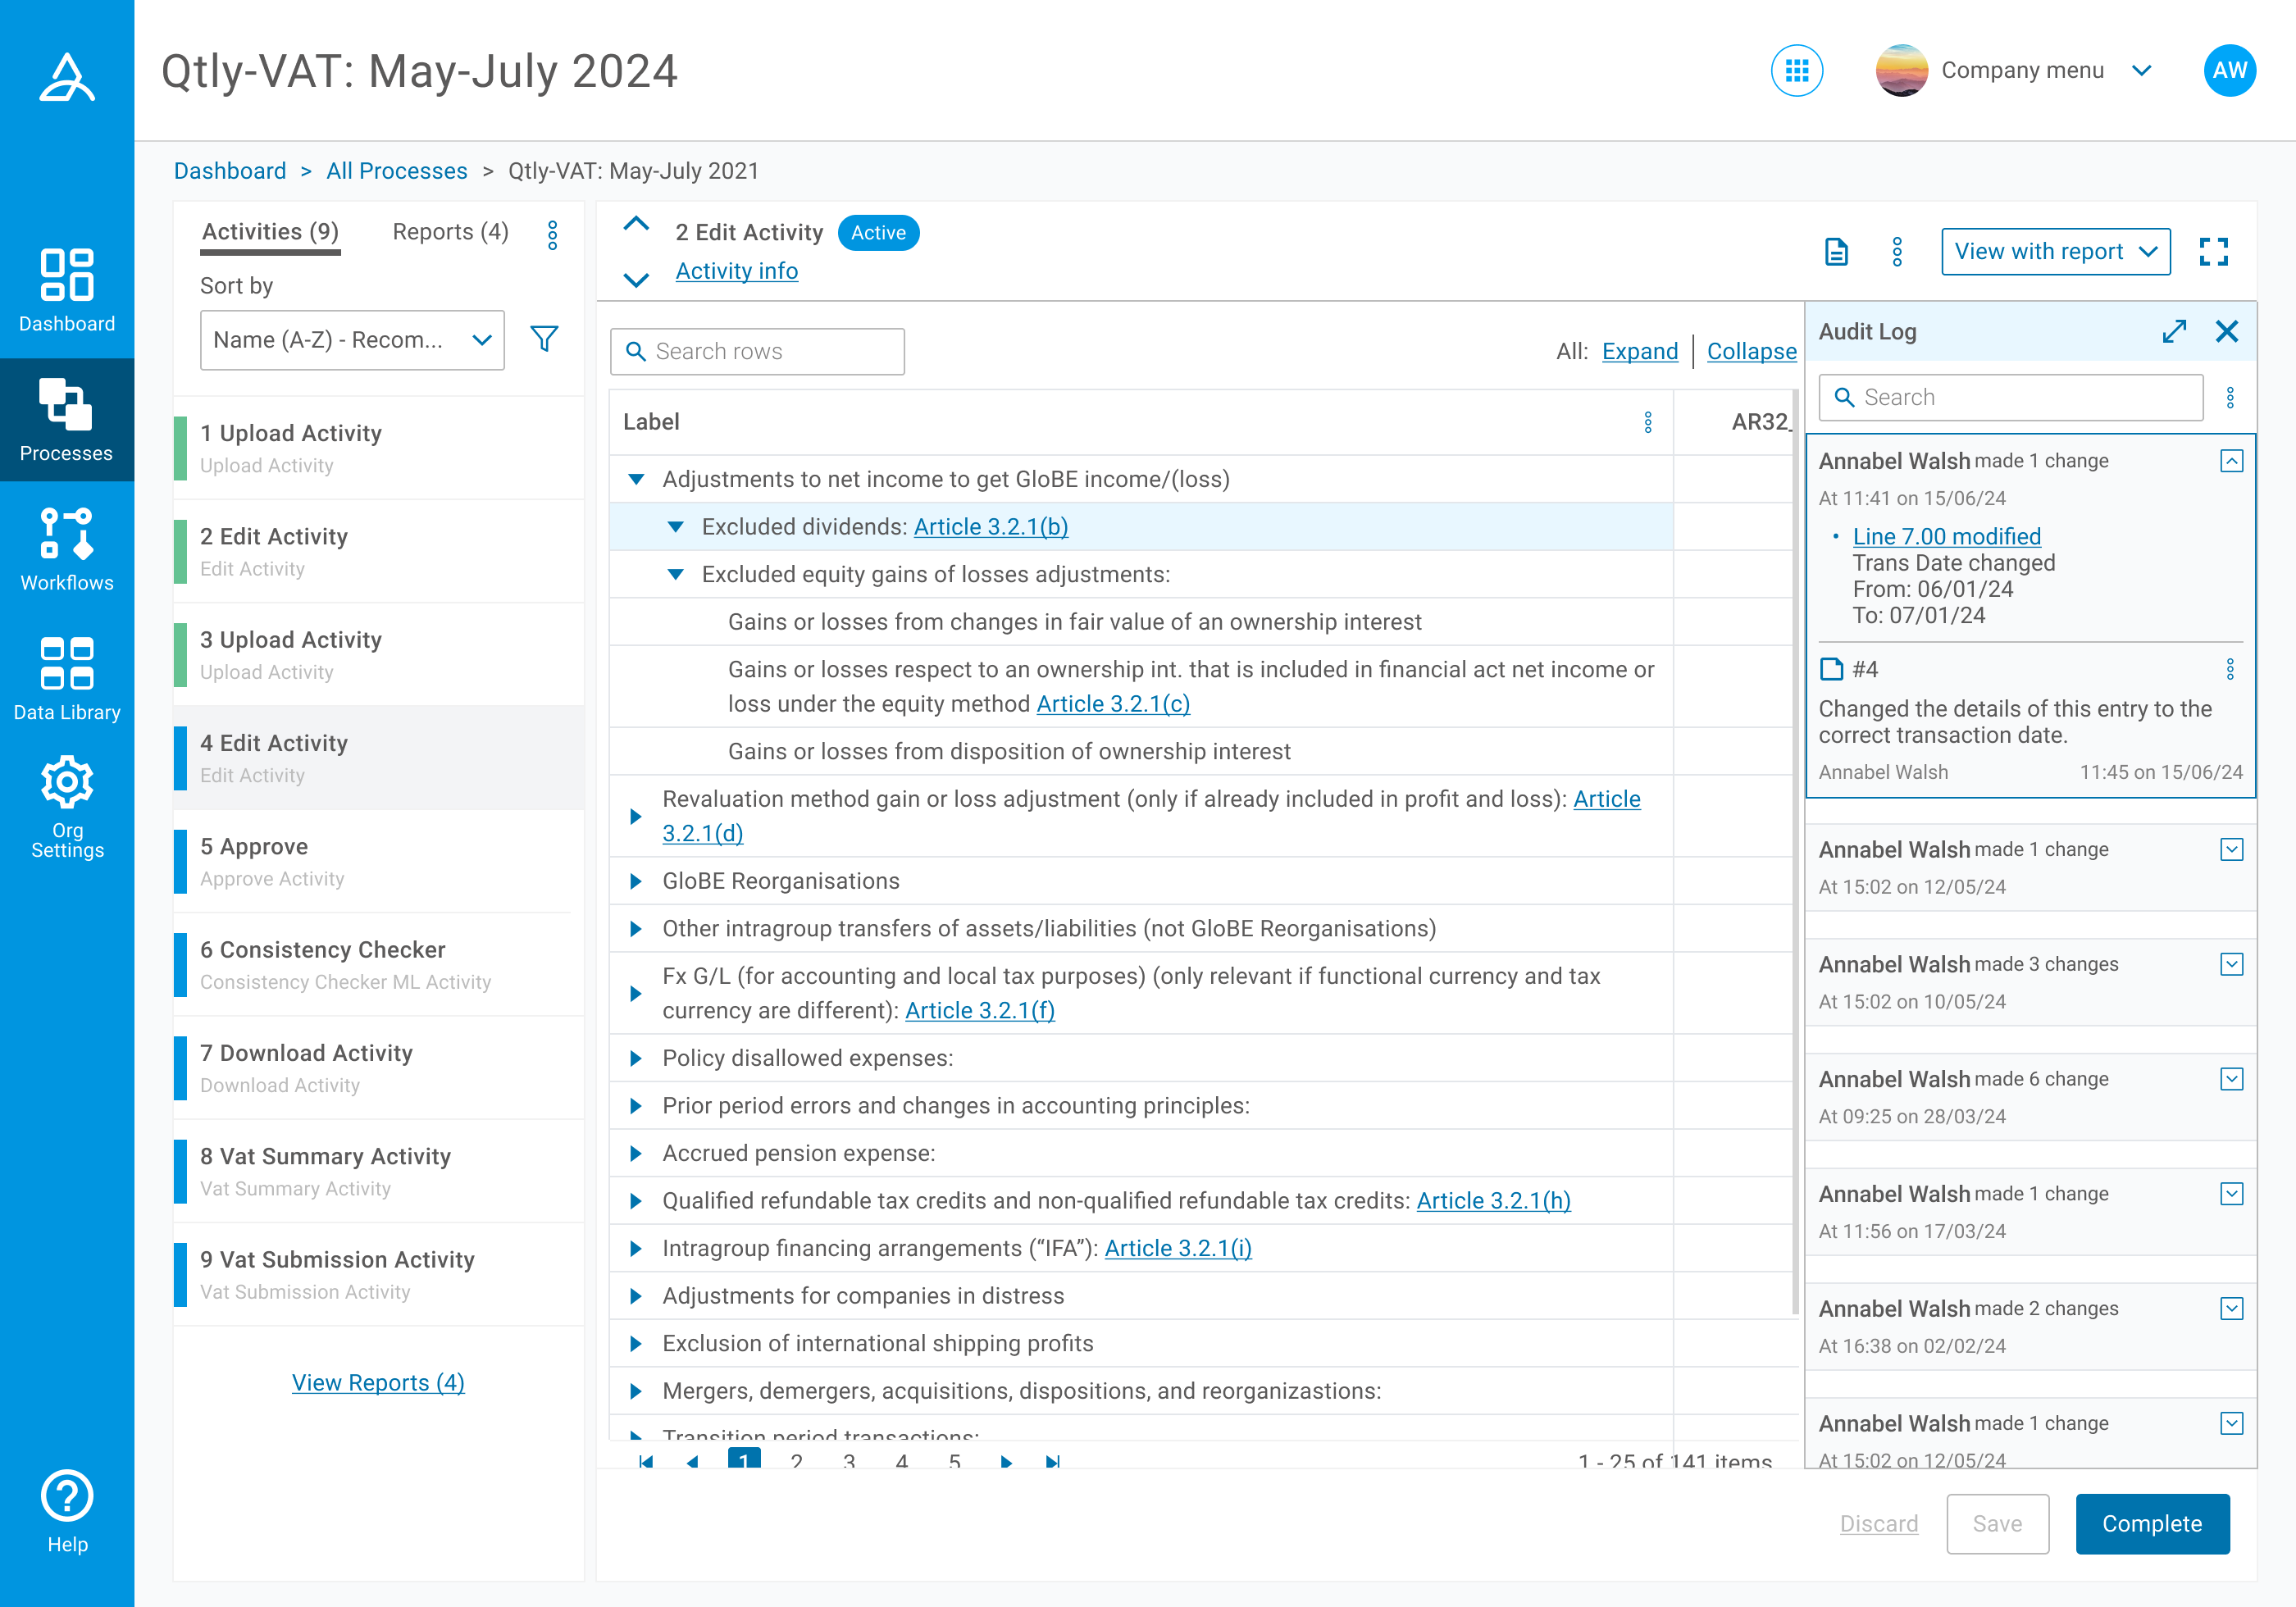 Qtly-VAT: May-July 2024
Company menu
AW
Dashboard
Processes
Workflows
Data Library
Org
Settings
Help
Dashboard > All Processes > Qtly-VAT: May-July 2021
Activities (9)
Reports (4)
Sort by
Name (A-Z) - Recom...
1 Upload Activity
Upload Activity
2 Edit Activity
Edit Activity
3 Upload Activity
Upload Activity
4 Edit Activity
Edit Activity
5 Approve
Approve Activity
6 Consistency Checker
Consistency Checker ML Activity
7 Download Activity
Download Activity
8 Vat Summary Activity
Vat Summary Activity
9 Vat Submission Activity
Vat Submission Activity
View Reports (4)
2 Edit Activity
Active
Activity info
View with report
Search rows
All: Expand | Collapse
Label
AR32_
Adjustments to net income to get GloBE income/(loss)
Excluded dividends: Article 3.2.1(b)
Excluded equity gains of losses adjustments:
Gains or losses from changes in fair value of an ownership interest
Gains or losses respect to an ownership int. that is included in financial act net income or
loss under the equity method Article 3.2.1(c)
Gains or losses from disposition of ownership interest
Revaluation method gain or loss adjustment (only if already included in profit and loss): Article
3.2.1(d)
GloBE Reorganisations
Other intragroup transfers of assets/liabilities (not GloBE Reorganisations)
Fx G/L (for accounting and local tax purposes) (only relevant if functional currency and tax
currency are different): Article 3.2.1(f)
Policy disallowed expenses:
Prior period errors and changes in accounting principles:
Accrued pension expense:
Qualified refundable tax credits and non-qualified refundable tax credits: Article 3.2.1(h)
Intragroup financing arrangements (“IFA”): Article 3.2.1(i)
Adjustments for companies in distress
Exclusion of international shipping profits
Mergers, demergers, acquisitions, dispositions, and reorganizastions:
Transition period transactions:
1 2 3 4 5
1 - 25 of 141 items
Audit Log
Search
Annabel Walsh made 1 change
At 11:41 on 15/06/24
• Line 7.00 modified
Trans Date changed
From: 06/01/24
To: 07/01/24
#4
Changed the details of this entry to the
correct transaction date.
Annabel Walsh
11:45 on 15/06/24
Annabel Walsh made 1 change
At 15:02 on 12/05/24
Annabel Walsh made 3 changes
At 15:02 on 10/05/24
Annabel Walsh made 6 change
At 09:25 on 28/03/24
Annabel Walsh made 1 change
At 11:56 on 17/03/24
Annabel Walsh made 2 changes
At 16:38 on 02/02/24
Annabel Walsh made 1 change
At 15:02 on 12/05/24
Discard
Save
Complete